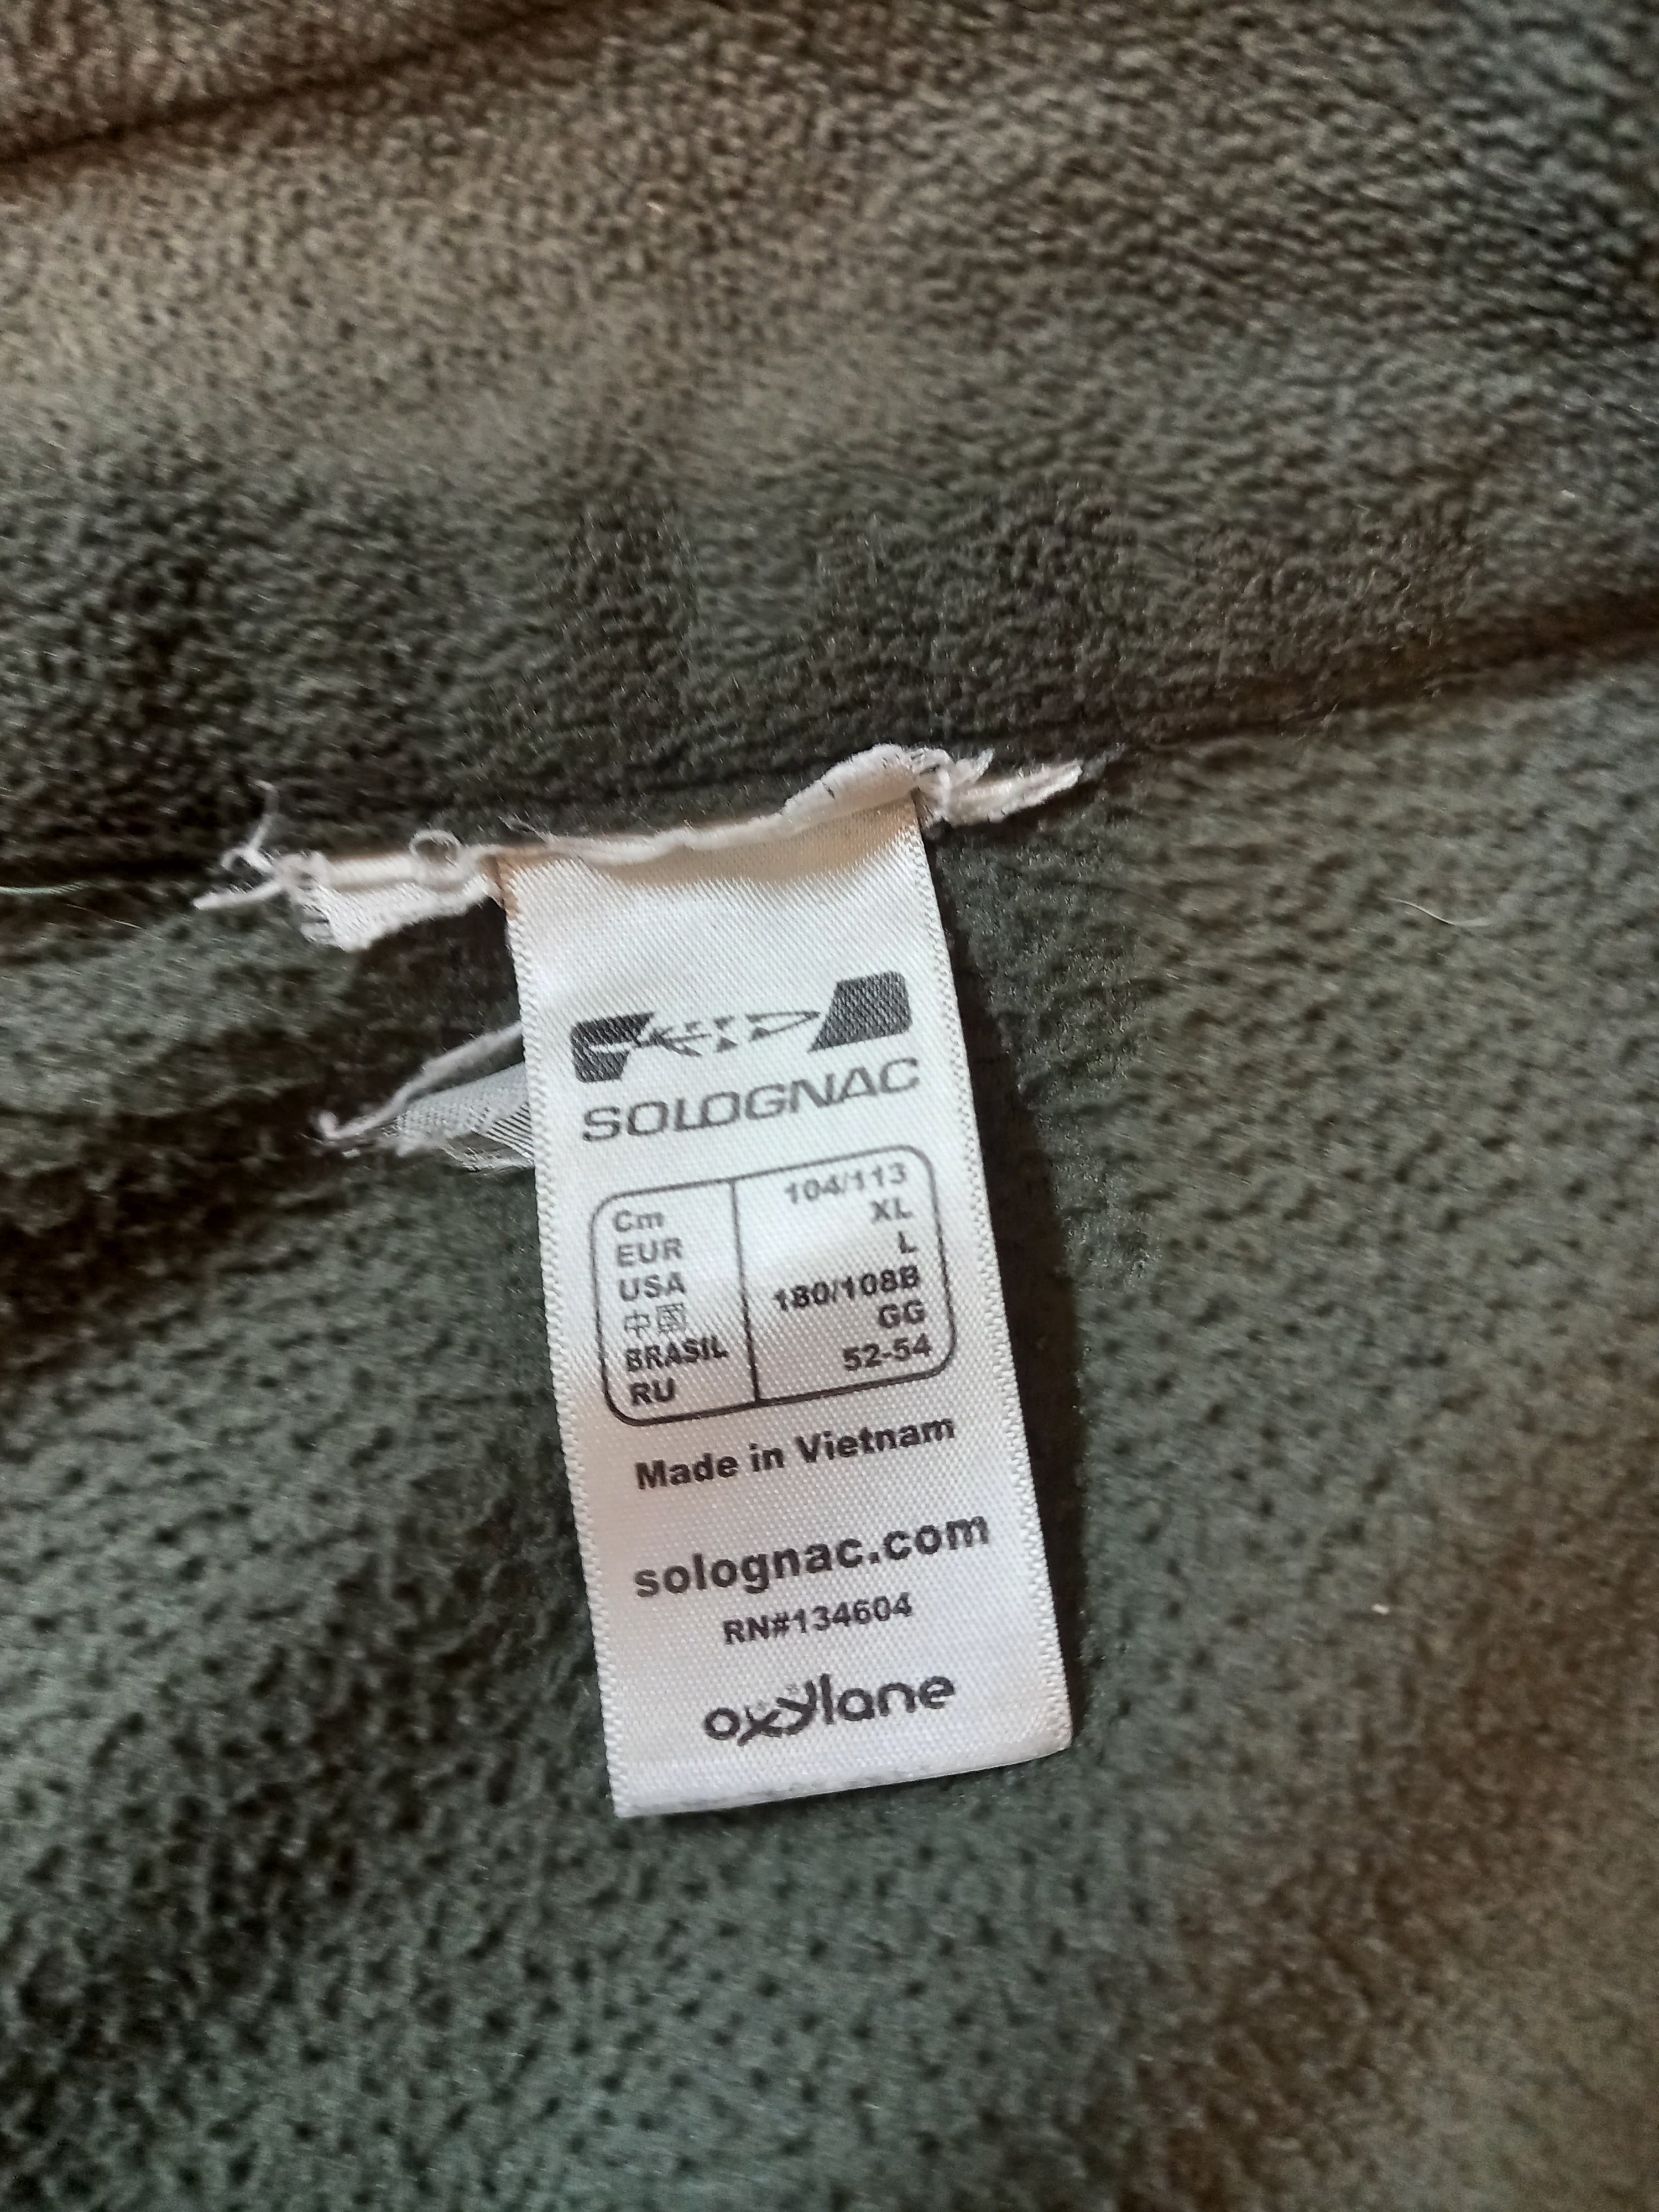 SOLOGNAC
Cm 104/113
EUR XL
USA L
中國 180/108B
BRASIL GG
RU 52-54
Made in Vietnam
solognac.com
RN#134604
oxylane